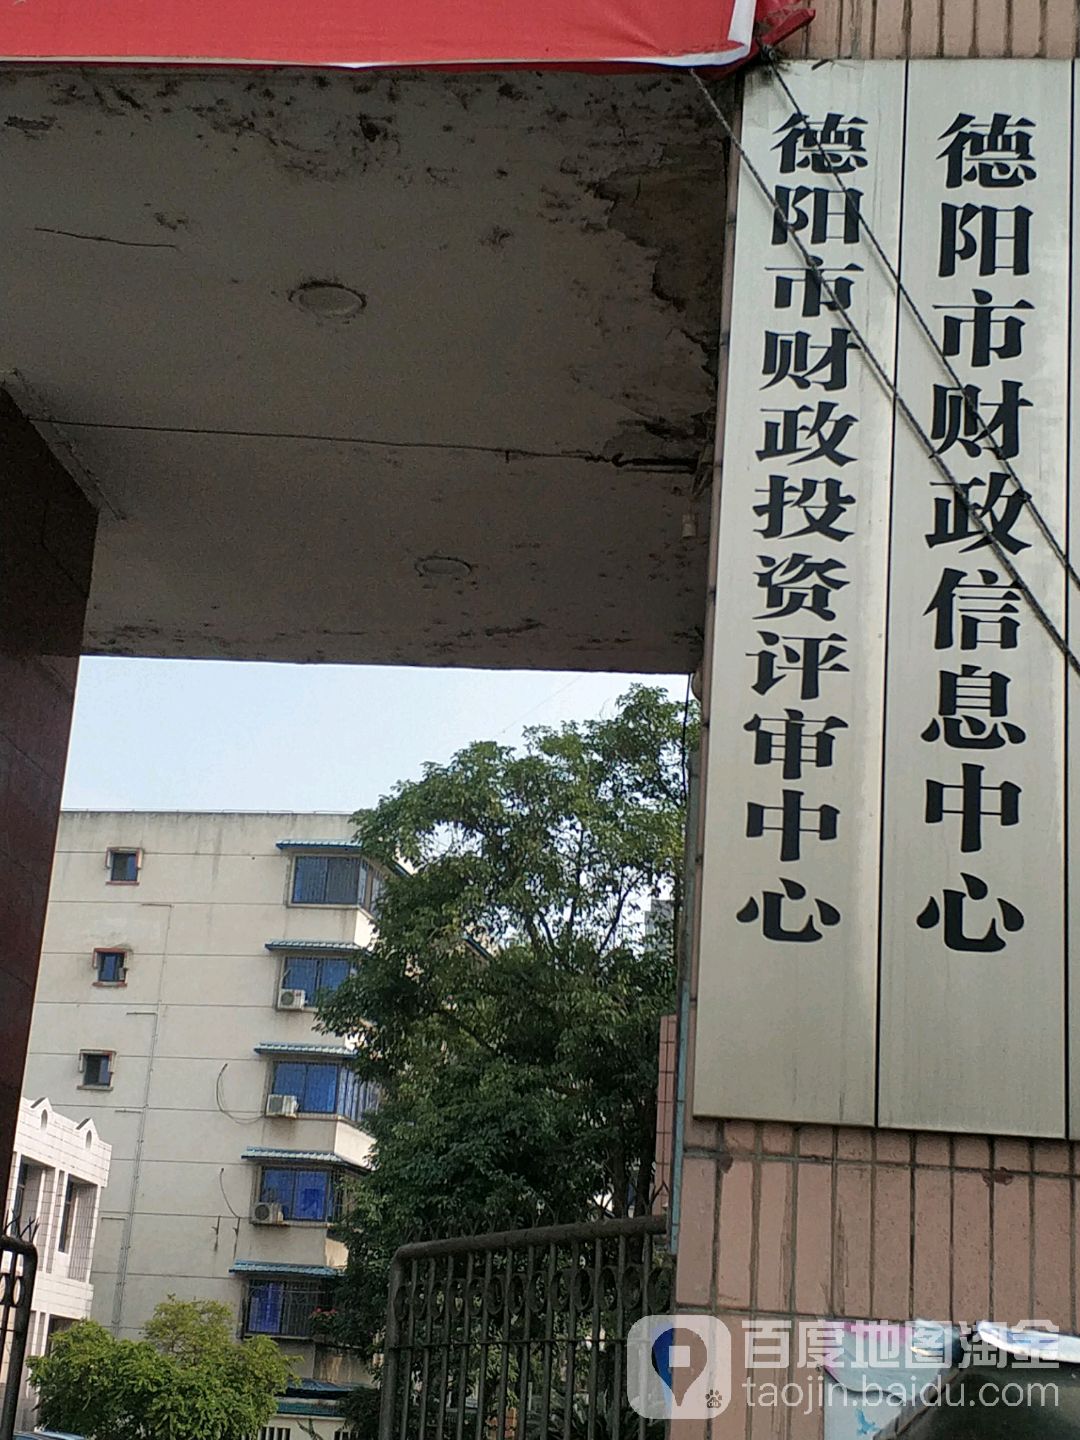 德阳市财政信息中心
德阳市财政投资评审中心
百度地图淘金
taojin.baidu.com